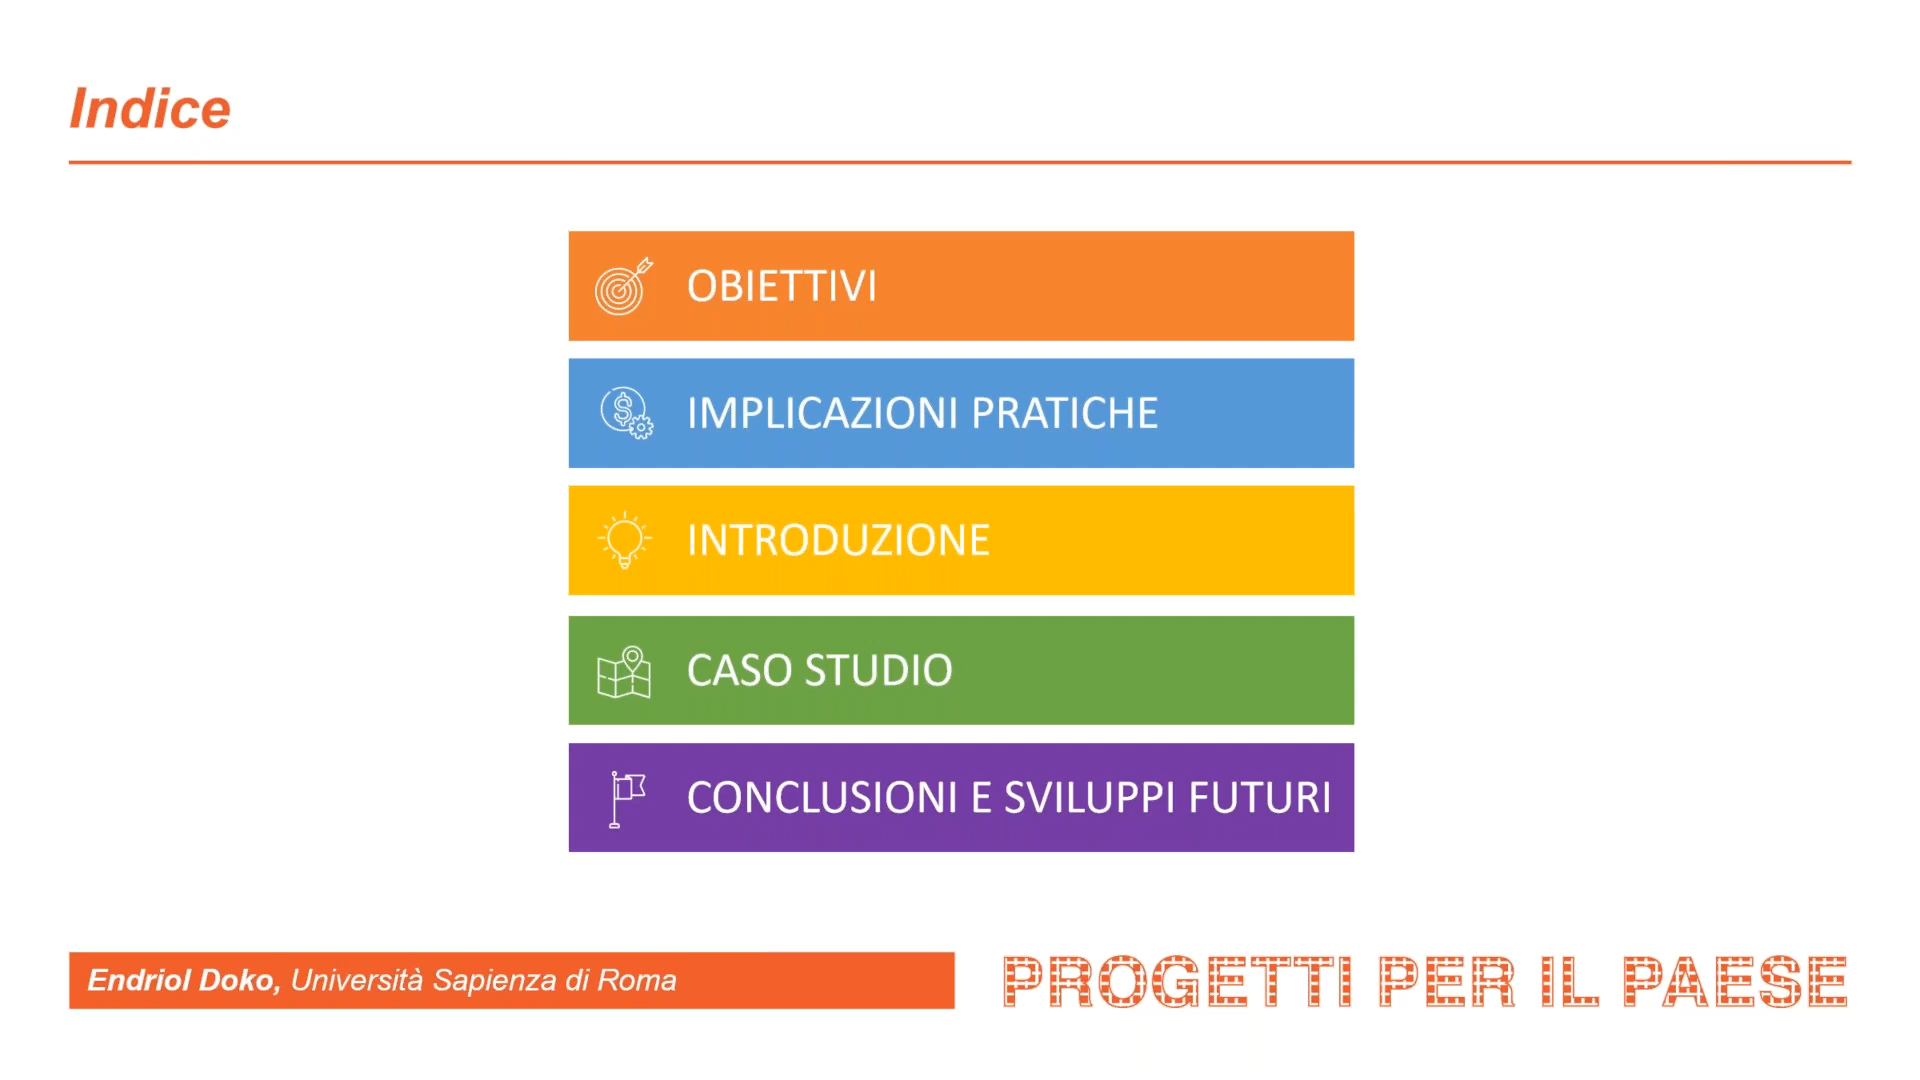 Indice
OBIETTIVI
IMPLICAZIONI PRATICHE
INTRODUZIONE
CASO STUDIO
CONCLUSIONI E SVILUPPI FUTURI
Endriol Doko, Università Sapienza di Roma
PROGETTI PER IL PAESE